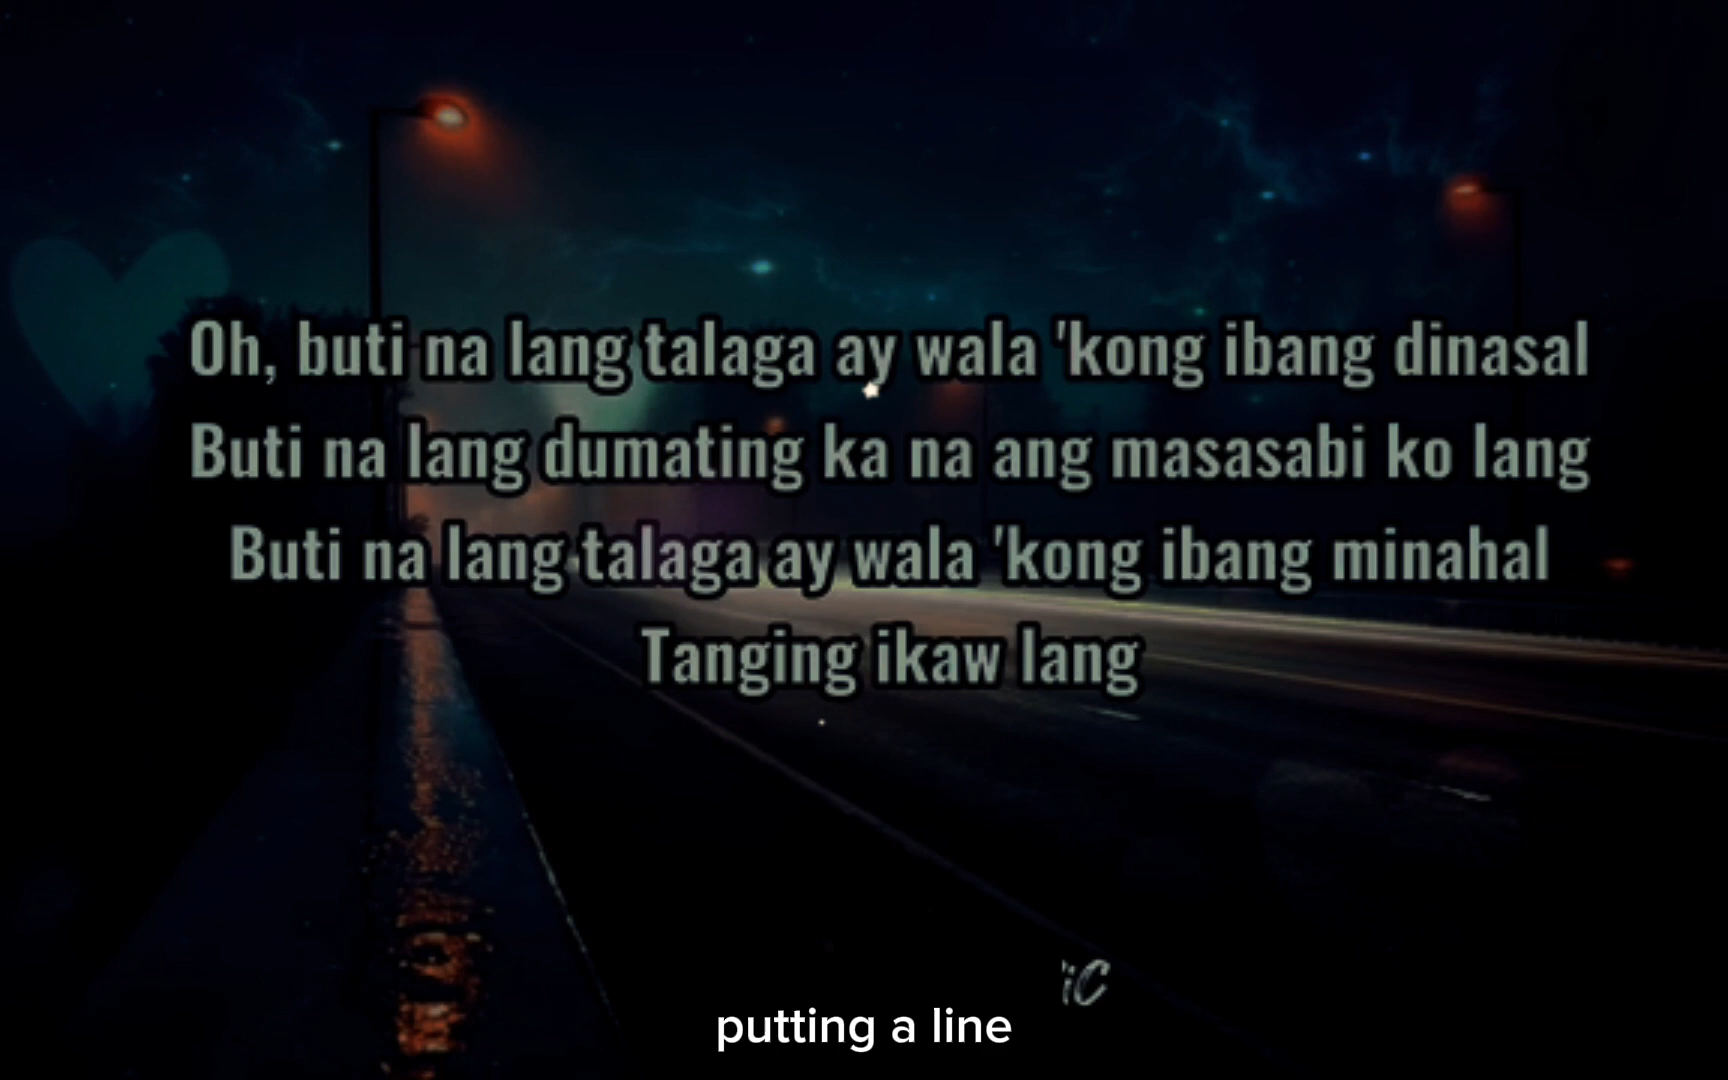 Oh, buti na lang talaga ay wala 'kong ibang dinasal
Buti na lang dumating ka na ang masasabi ko lang
Buti na lang talaga ay wala 'kong ibang minahal
Tanging ikaw lang
iC
putting a line